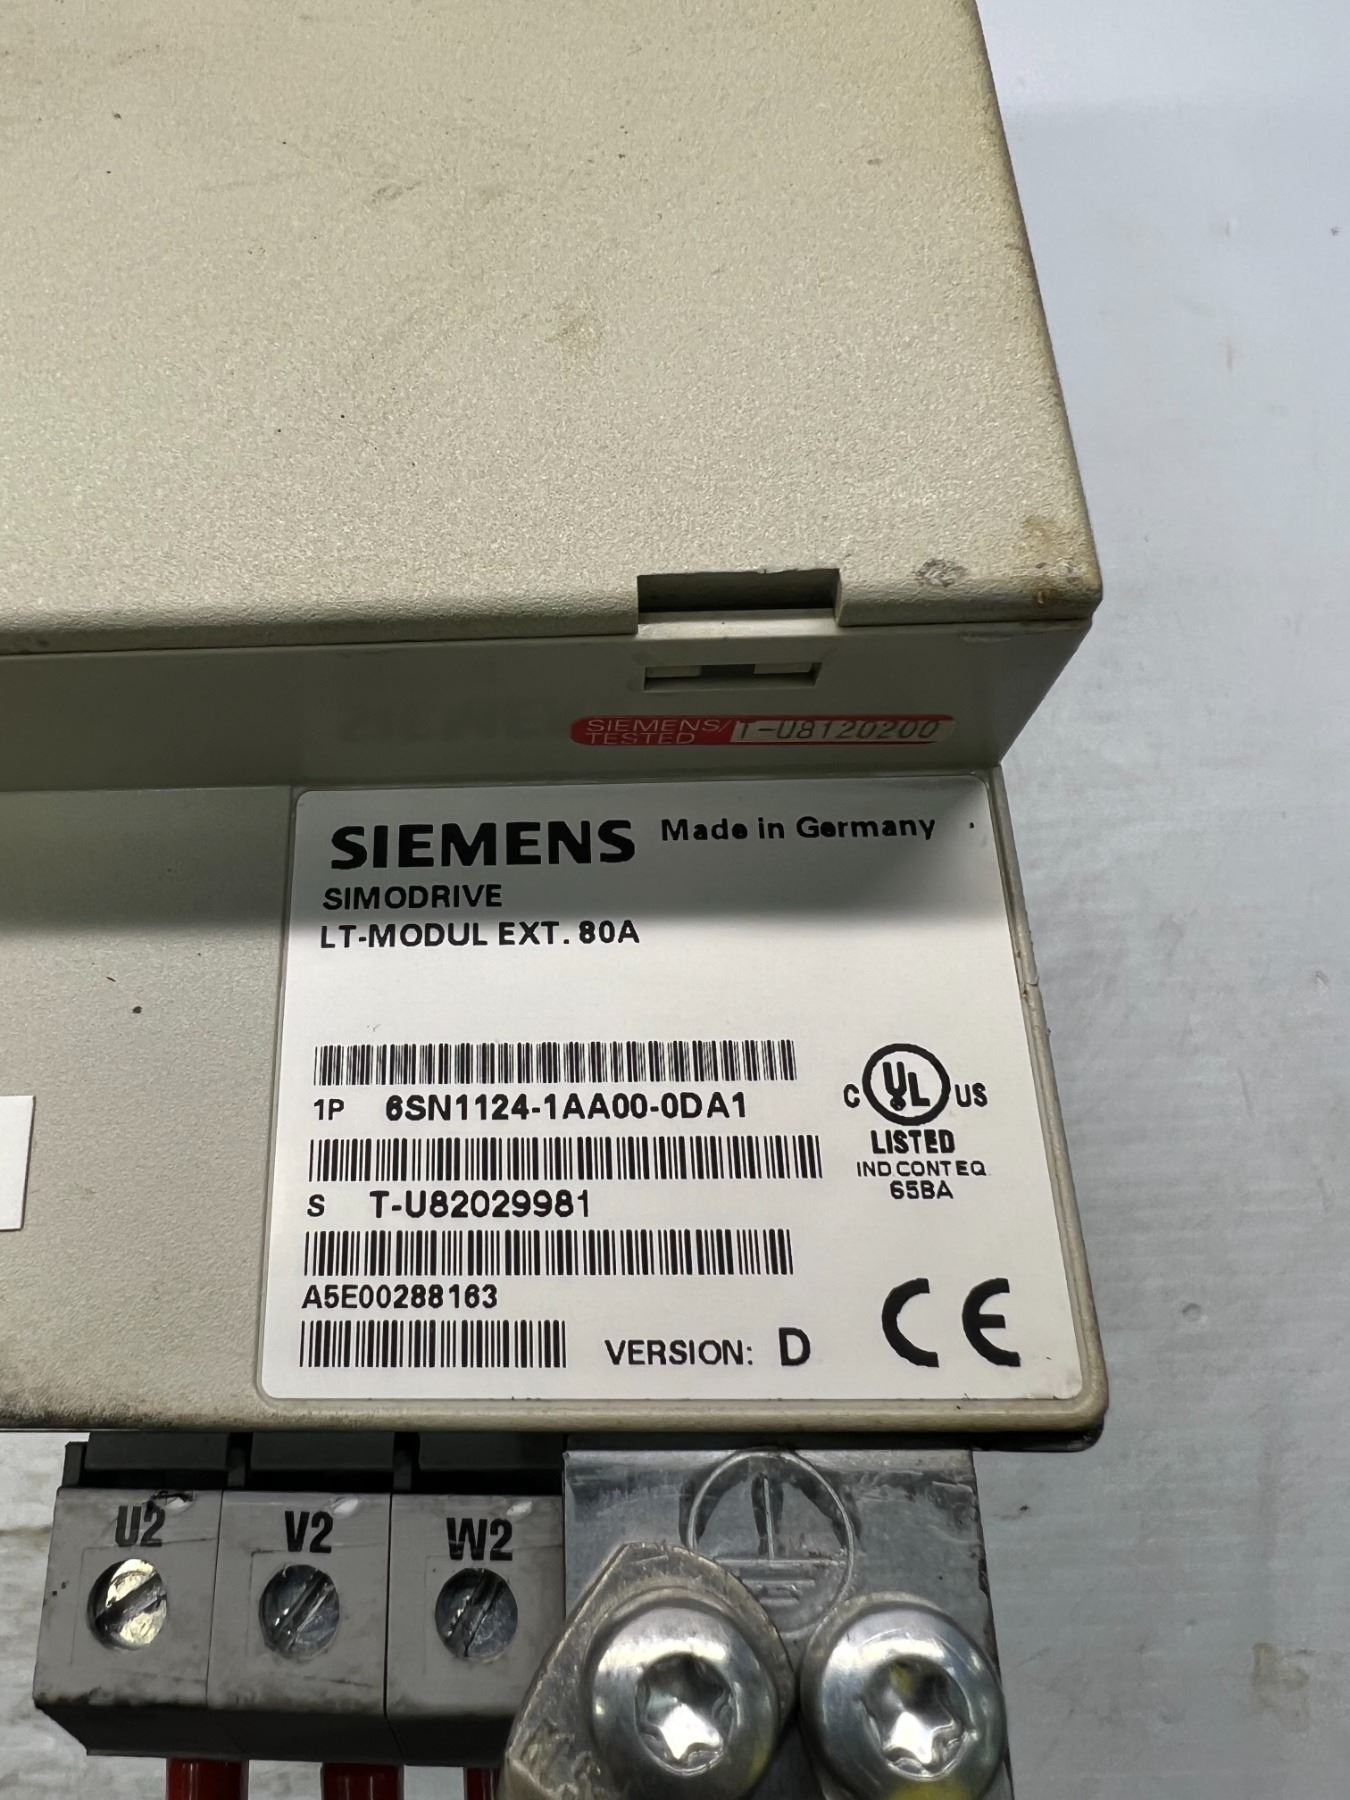 SIEMENS/ T-U8120200
TESTED
SIEMENS Made in Germany
SIMODRIVE
LT-MODUL EXT. 80A
1P 6SN1124-1AA00-0DA1
C UL US
LISTED
IND CONT EQ
65BA
S T-U82029981
A5E00288163
VERSION: D
CE
U2 V2 W2